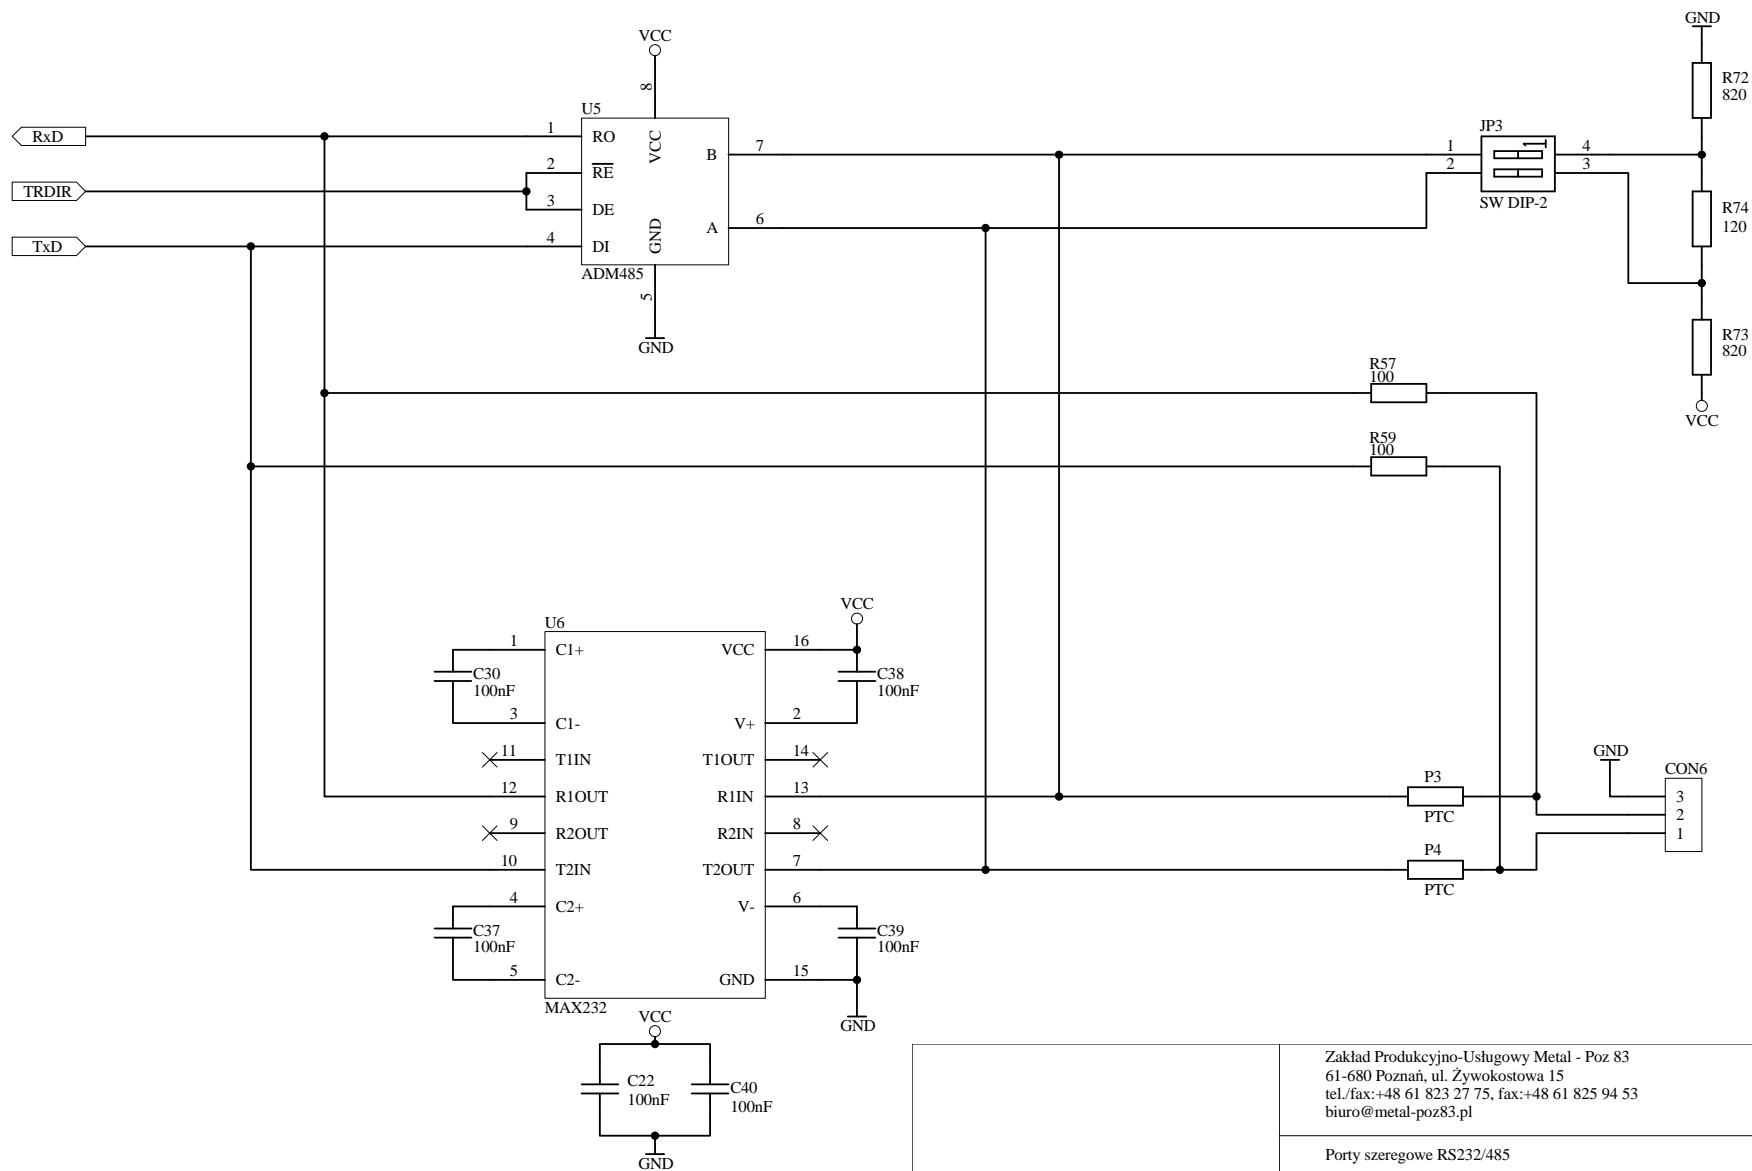 GND
VCC
R72
820
8
U5
RxD
1
RO
VCC
B
7
JP3
1
4
2
RE
2
3
TRDIR
3
DE
SW DIP-2
R74
120
GND
A
6
TxD
4
DI
ADM485
5
GND
R73
820
R57
100
VCC
R59
100
VCC
U6
1
C1+
VCC
16
C30
100nF
C38
100nF
3
C1-
V+
2
11
T1IN
T1OUT
14
GND
CON6
12
R1OUT
R1IN
13
P3
PTC
3
2
1
9
R2OUT
R2IN
8
10
T2IN
T2OUT
7
P4
PTC
4
C2+
V-
6
C37
100nF
C39
100nF
5
C2-
GND
15
MAX232
GND
VCC
C22
100nF
C40
100nF
GND
Zakład Produkcyjno-Usługowy Metal - Poz 83
61-680 Poznań, ul. Żywokostowa 15
tel./fax:+48 61 823 27 75, fax:+48 61 825 94 53
biuro@metal-poz83.pl
Porty szeregowe RS232/485